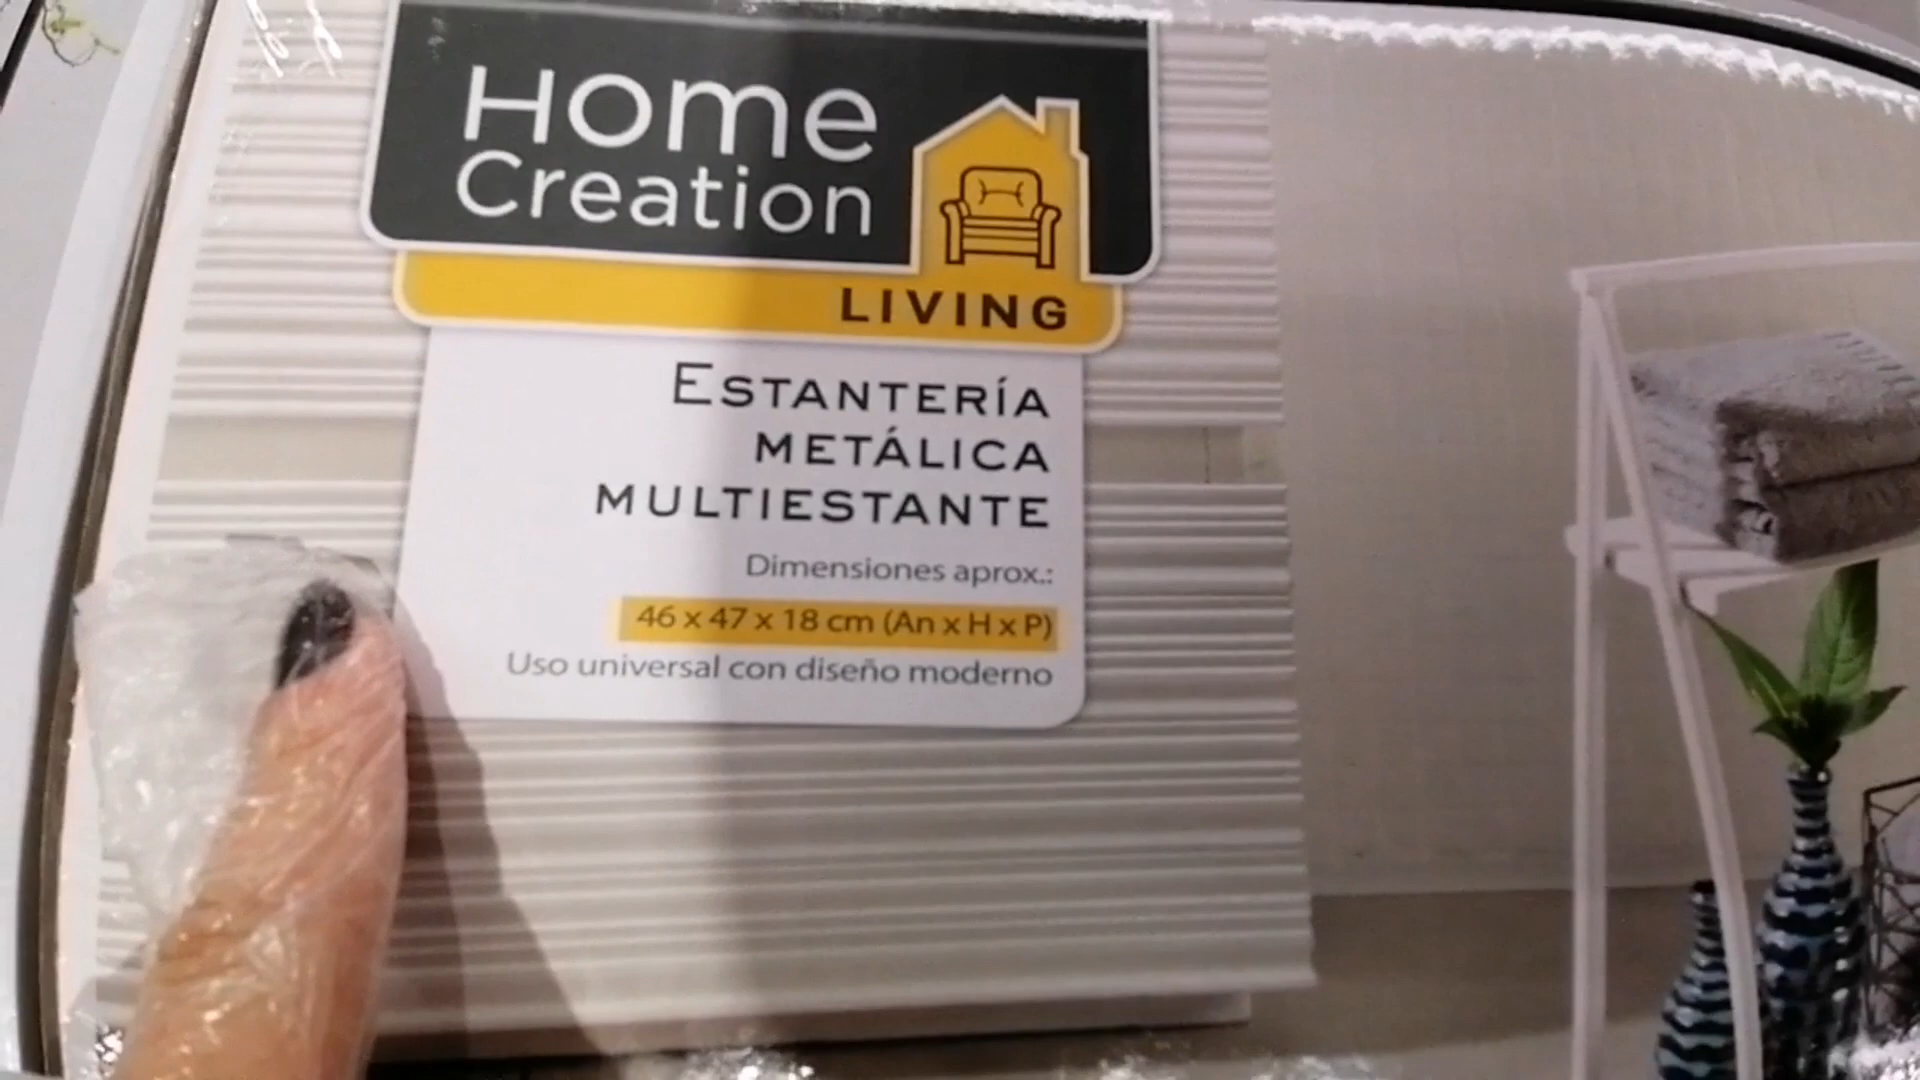 Home
Creation
LIVING
ESTANTERÍA
METÁLICA
MULTIESTANTE
Dimensiones aprox.:
46 x 47 x 18 cm (An x H x P)
Uso universal con diseño moderno